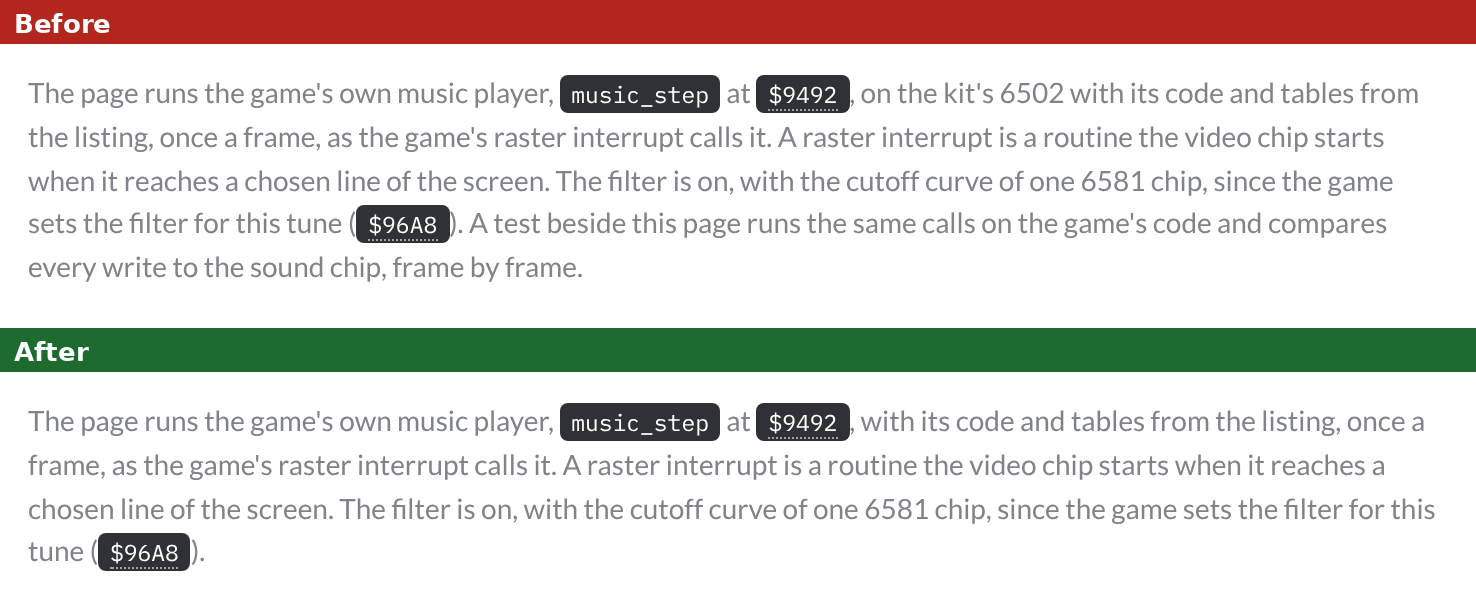 Before
The page runs the game's own music player, music_step at $9492, on the kit's 6502 with its code and tables from
the listing, once a frame, as the game's raster interrupt calls it. A raster interrupt is a routine the video chip starts
when it reaches a chosen line of the screen. The filter is on, with the cutoff curve of one 6581 chip, since the game
sets the filter for this tune ($96A8). A test beside this page runs the same calls on the game's code and compares
every write to the sound chip, frame by frame.
After
The page runs the game's own music player, music_step at $9492, with its code and tables from the listing, once a
frame, as the game's raster interrupt calls it. A raster interrupt is a routine the video chip starts when it reaches a
chosen line of the screen. The filter is on, with the cutoff curve of one 6581 chip, since the game sets the filter for this
tune ($96A8).